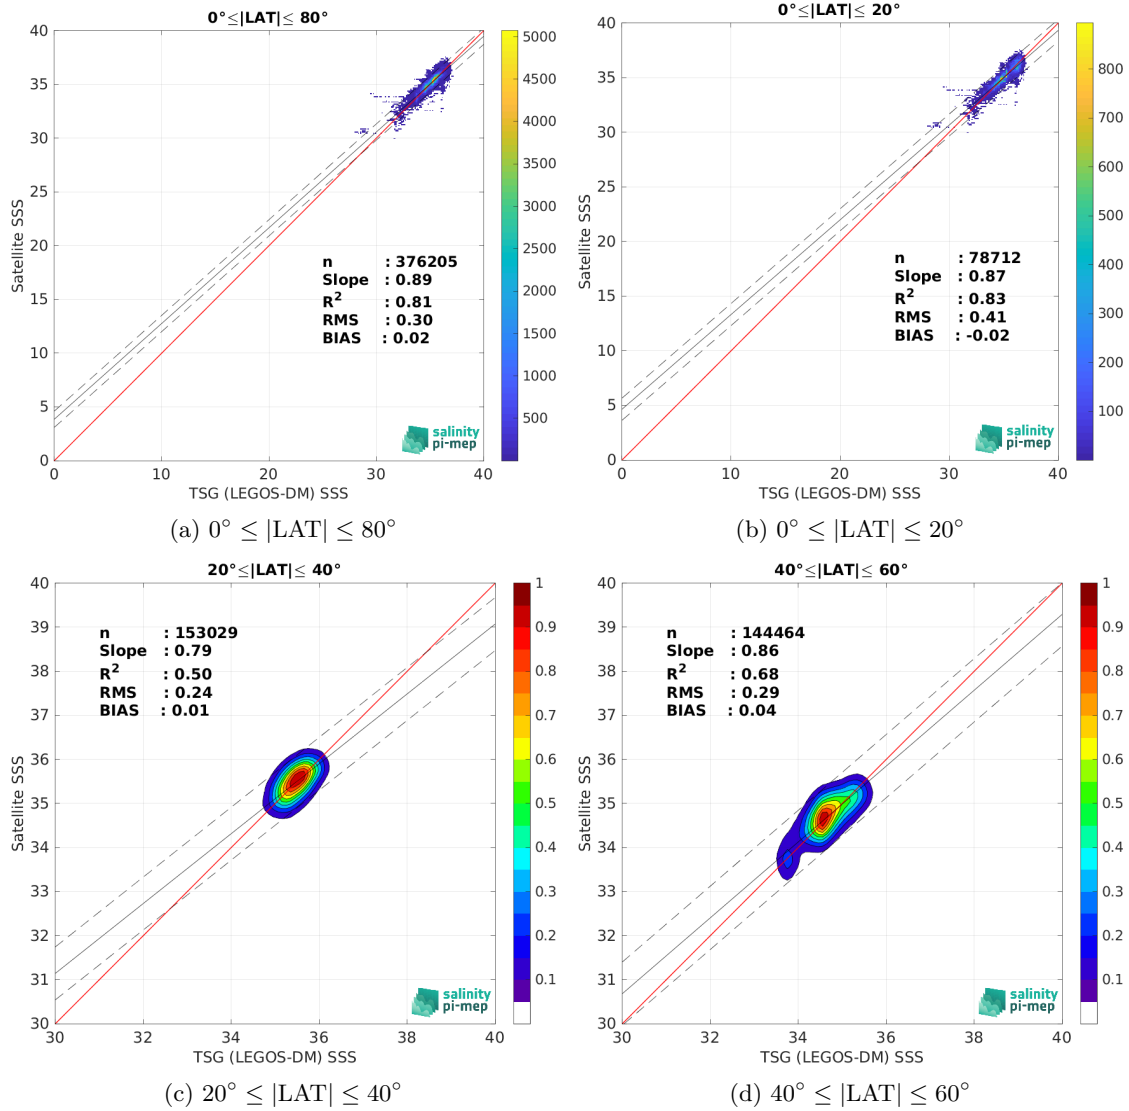 0°≤|LAT|≤ 80°
40
35
30
25
20
15
10
5
0
0 10 20 30 40
Satellite SSS
TSG (LEGOS-DM) SSS
n : 376205
Slope : 0.89
R² : 0.81
RMS : 0.30
BIAS : 0.02
salinity
pi-mep
5000
4500
4000
3500
3000
2500
2000
1500
1000
500
(a) 0° ≤ |LAT| ≤ 80°
0°≤|LAT|≤ 20°
40
35
30
25
20
15
10
5
0
0 10 20 30 40
Satellite SSS
TSG (LEGOS-DM) SSS
n : 78712
Slope : 0.87
R² : 0.83
RMS : 0.41
BIAS : -0.02
salinity
pi-mep
800
700
600
500
400
300
200
100
(b) 0° ≤ |LAT| ≤ 20°
20°≤|LAT|≤ 40°
40
39
38
37
36
35
34
33
32
31
30
30 32 34 36 38 40
Satellite SSS
TSG (LEGOS-DM) SSS
n : 153029
Slope : 0.79
R² : 0.50
RMS : 0.24
BIAS : 0.01
salinity
pi-mep
1
0.9
0.8
0.7
0.6
0.5
0.4
0.3
0.2
0.1
(c) 20° ≤ |LAT| ≤ 40°
40°≤|LAT|≤ 60°
40
39
38
37
36
35
34
33
32
31
30
30 32 34 36 38 40
Satellite SSS
TSG (LEGOS-DM) SSS
n : 144464
Slope : 0.86
R² : 0.68
RMS : 0.29
BIAS : 0.04
salinity
pi-mep
1
0.9
0.8
0.7
0.6
0.5
0.4
0.3
0.2
0.1
(d) 40° ≤ |LAT| ≤ 60°